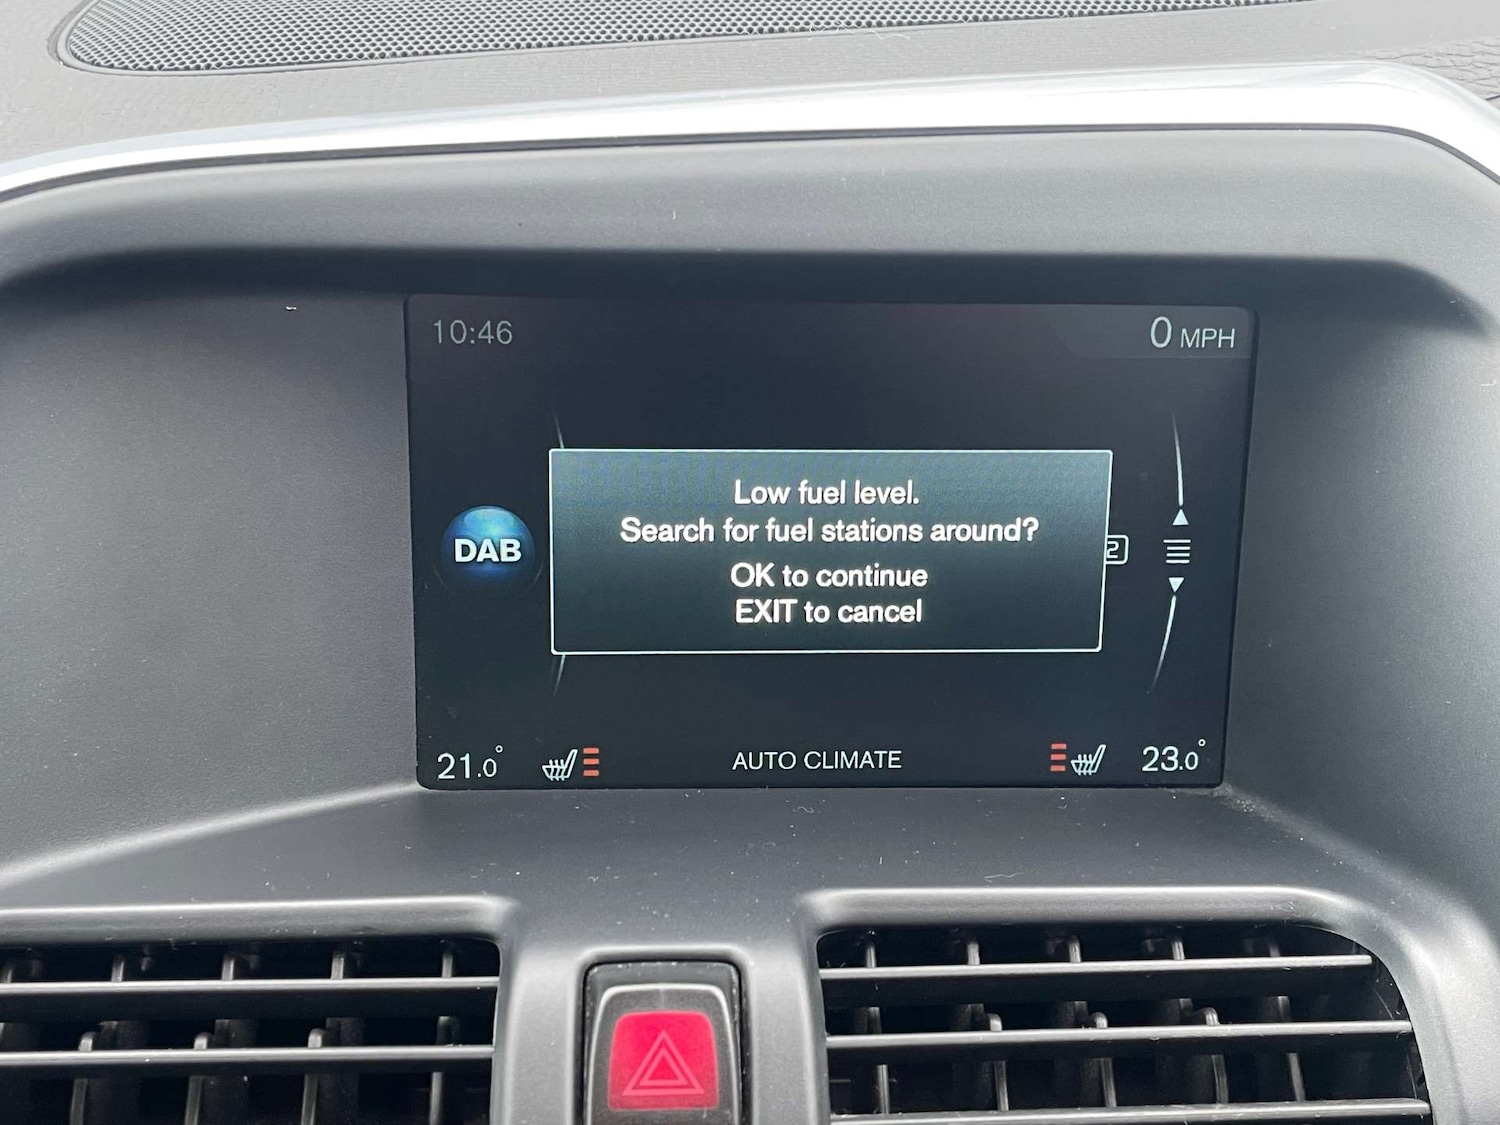 10:46
0 MPH
DAB
Low fuel level.
Search for fuel stations around?
OK to continue
EXIT to cancel
2
21.0°
AUTO CLIMATE
23.0°